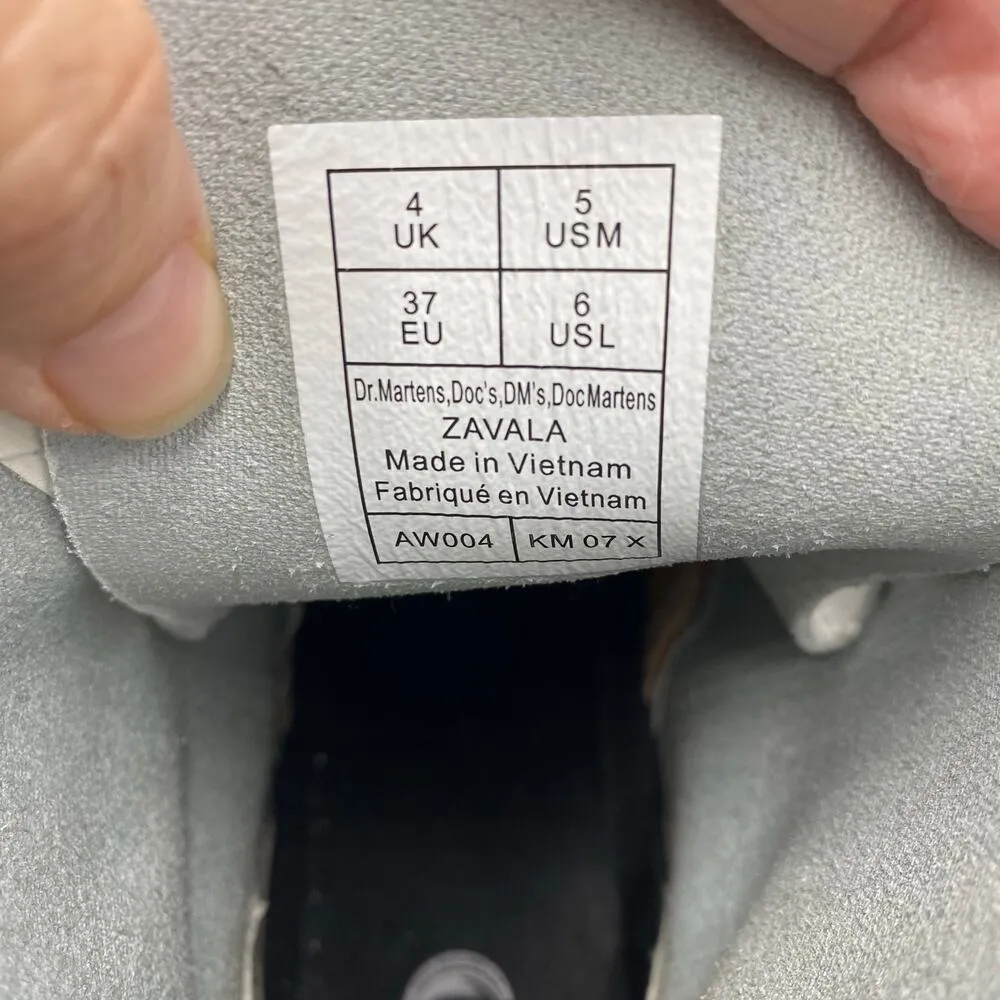 4 5
UK USM
37 6
EU USL
Dr.Martens,Doc's,DM's,DocMartens
ZAVALA
Made in Vietnam
Fabriqué en Vietnam
AW004 KM 07 X